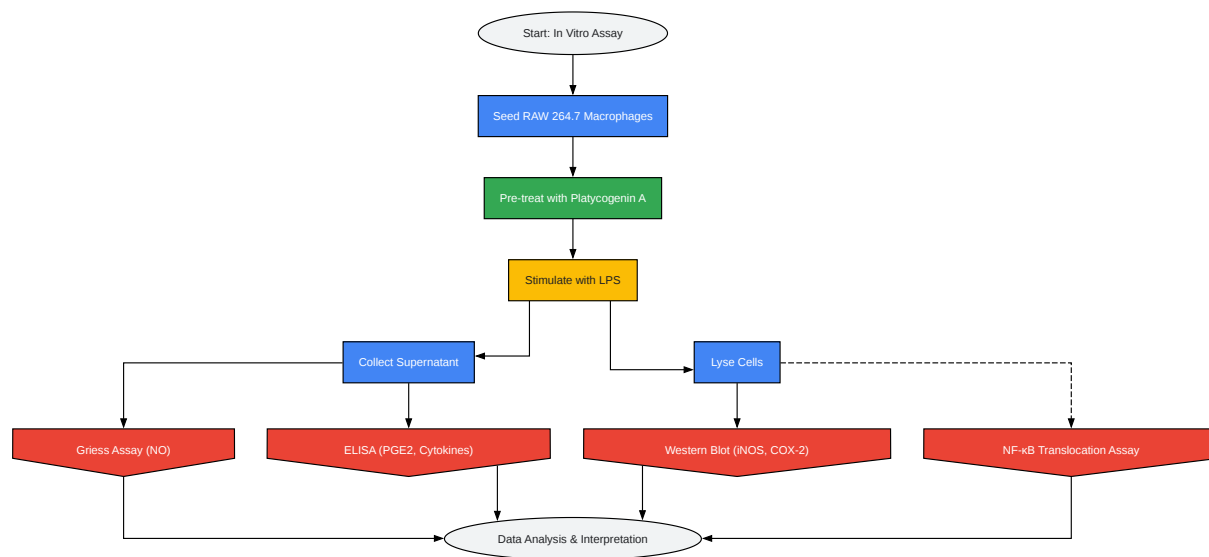 Start: In Vitro Assay
Seed RAW 264.7 Macrophages
Pre-treat with Platycogenin A
Stimulate with LPS
Collect Supernatant
Lyse Cells
Griess Assay (NO)
ELISA (PGE2, Cytokines)
Western Blot (iNOS, COX-2)
NF-κB Translocation Assay
Data Analysis & Interpretation